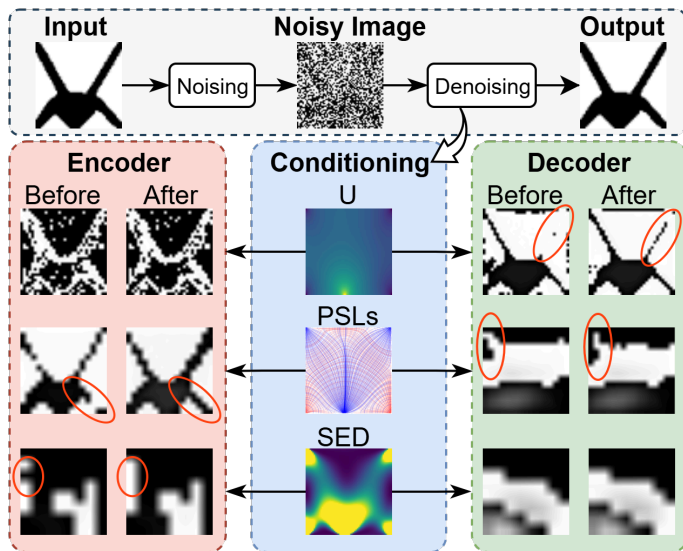 Input Noisy Image Output
Noising Denoising
Encoder Conditioning Decoder
Before After U Before After
PSLs
SED